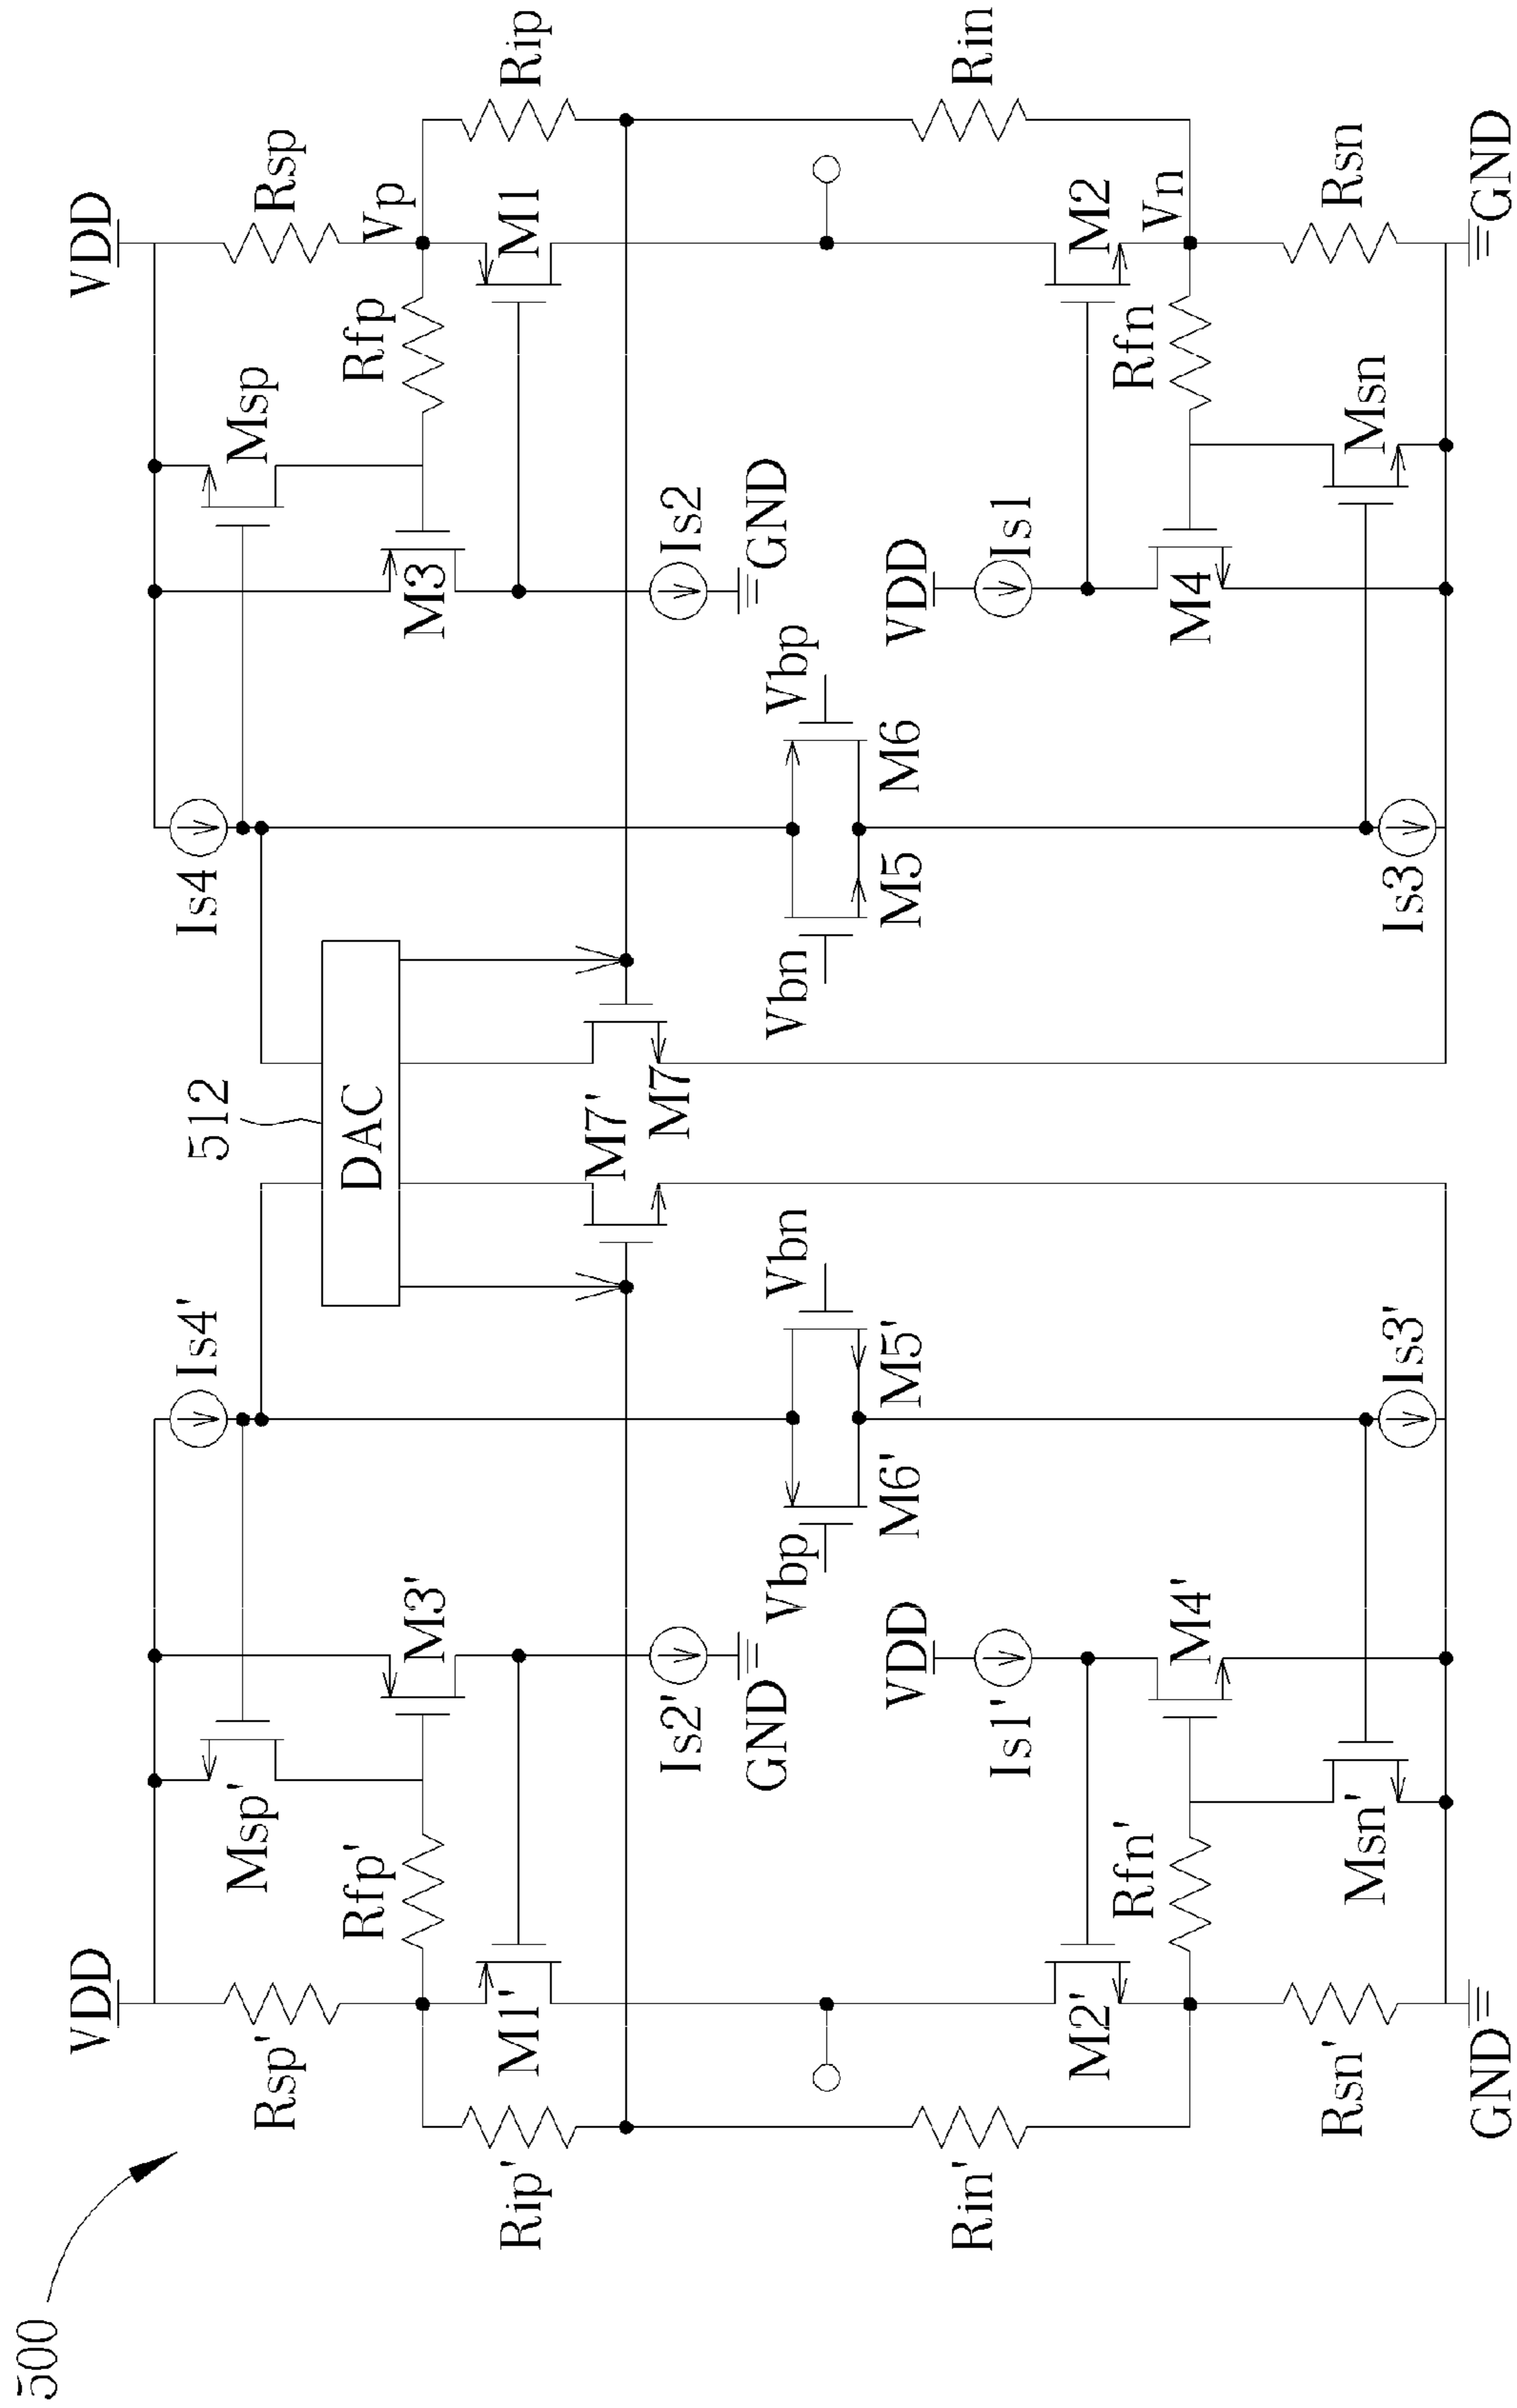 500
VDD
Rsp'
Rip'
Rfp'
Msp'
M1'
M3'
Is4'
Is2'
GND
512
DAC
M7'
M7
Is4
Msp
VDD
Rsp
Rfp
Vp
M3
M1
Rip
Is2
GND
Vbp
M6'
M5'
Vbn
Vbn
M5
M6
Vbp
Rin'
M2'
Rfn'
VDD
Is1'
M4'
Msn'
Is3'
Rsn'
GND
VDD
Is1
M4
M2
Rfn
Vn
Rin
Is3
Msn
Rsn
GND